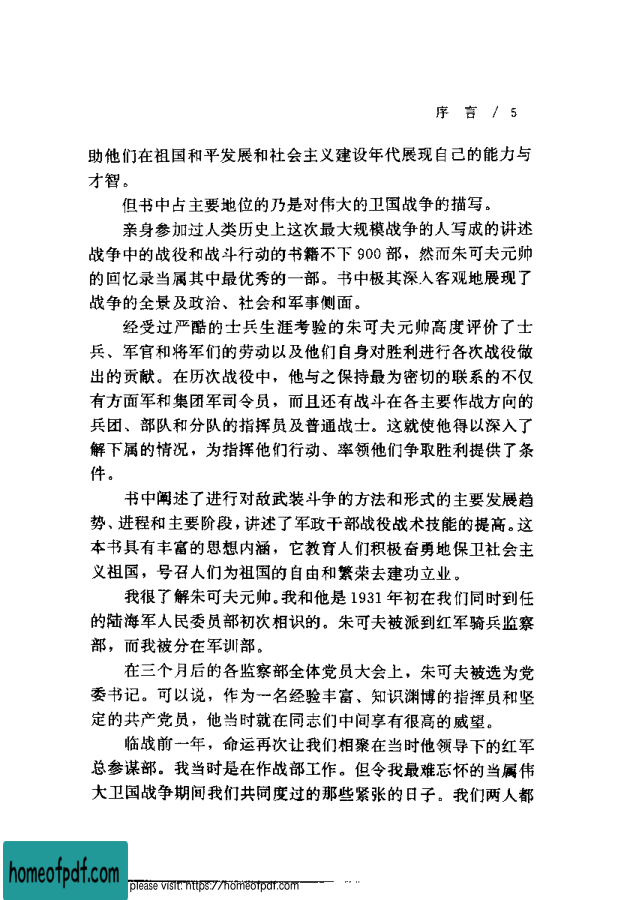 序 言 / 5
助他们在祖国和平发展和社会主义建设年代展现自己的能力与
才智。
但书中占主要地位的乃是对伟大的卫国战争的描写。
亲身参加过人类历史上这次最大规模战争的人写成的讲述
战争中的战役和战斗行动的书籍不下900部，然而朱可夫元帅
的回忆录当属其中最优秀的一部。书中极其深入客观地展现了
战争的全景及政治、社会和军事侧面。
经受过严酷的士兵生涯考验的朱可夫元帅高度评价了士
兵、军官和将军们的劳动以及他们自身对胜利进行各次战役做
出的贡献。在历次战役中，他与之保持最为密切的联系的不仅
有方面军和集团军司令员，而且还有战斗在各主要作战方向的
兵团、部队和分队的指挥员及普通战士。这就使他得以深入了
解下属的情况，为指挥他们行动、率领他们争取胜利提供了条
件。
书中阐述了进行对敌武装斗争的方法和形式的主要发展趋
势、进程和主要阶段，讲述了军政干部战役战术技能的提高。这
本书具有丰富的思想内涵，它教育人们积极奋勇地保卫社会主
义祖国，号召人们为祖国的自由和繁荣去建功立业。
我很了解朱可夫元帅。我和他是1931年初在我们同时到任
的陆海军人民委员部初次相识的。朱可夫被派到红军骑兵监察
部，而我被分在军训部。
在三个月后的各监察部全体党员大会上，朱可夫被选为党
委书记。可以说，作为一名经验丰富、知识渊博的指挥员和坚
定的共产党员，他当时就在同志们中间享有很高的威望。
临战前一年，命运再次让我们相聚在当时他领导下的红军
总参谋部。我当时是在作战部工作。但令我最难忘怀的当属伟
大卫国战争期间我们共同度过的那些紧张的日子。我们两人都
homeofpdf.com
please visit: https://homeofpdf.com